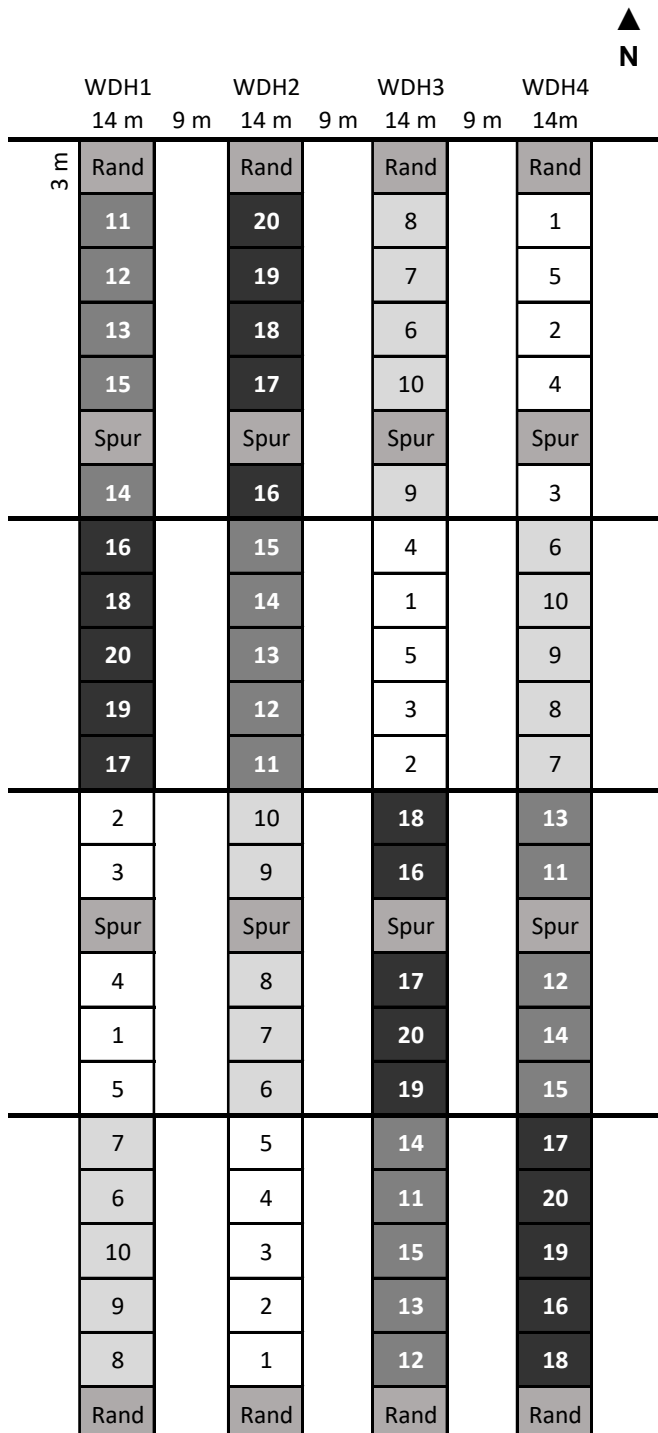 N
WDH1 WDH2 WDH3 WDH4
14 m 9 m 14 m 9 m 14 m 9 m 14m
3 m Rand Rand Rand Rand
11 20 8 1
12 19 7 5
13 18 6 2
15 17 10 4
Spur Spur Spur Spur
14 16 9 3
16 15 4 6
18 14 1 10
20 13 5 9
19 12 3 8
17 11 2 7
2 10 18 13
3 9 16 11
Spur Spur Spur Spur
4 8 17 12
1 7 20 14
5 6 19 15
7 5 14 17
6 4 11 20
10 3 15 19
9 2 13 16
8 1 12 18
Rand Rand Rand Rand